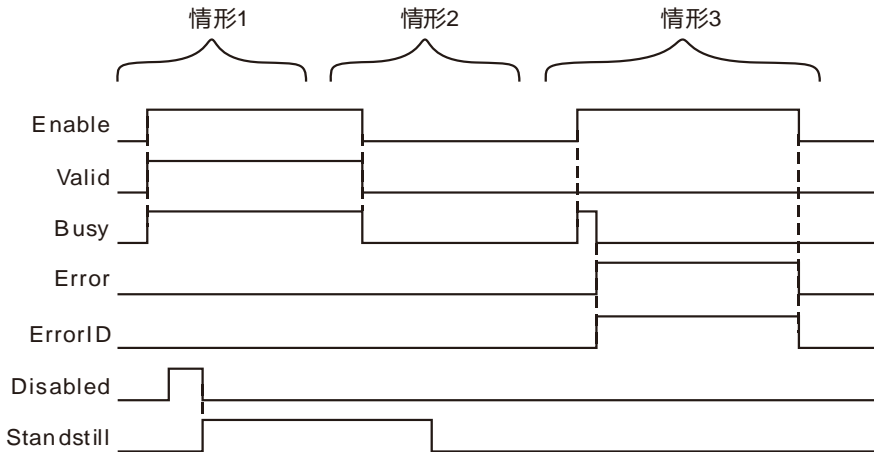 情形1 情形2 情形3
Enable
Valid
Busy
Error
ErrorID
Disabled
Standstill